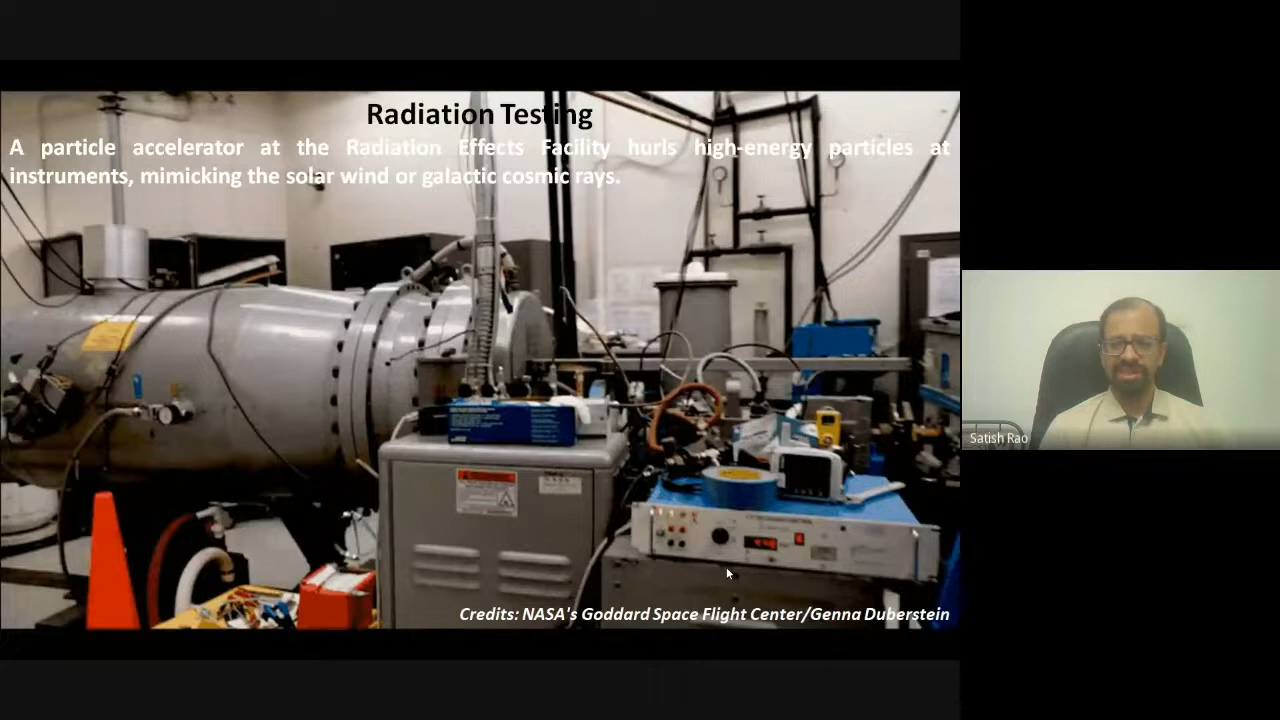 Radiation Testing
A particle accelerator at the Radiation Effects Facility hurls high-energy particles at
instruments, mimicking the solar wind or galactic cosmic rays.
Satish Rao
Credits: NASA's Goddard Space Flight Center/Genna Duberstein